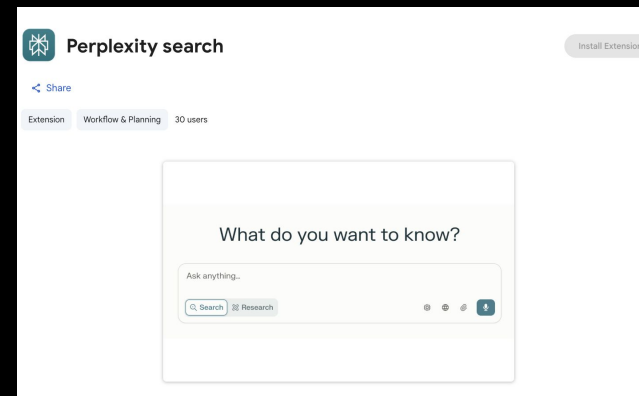 Perplexity search
Install Extension
Share
Extension Workflow & Planning 30 users
What do you want to know?
Ask anything...
Search Research